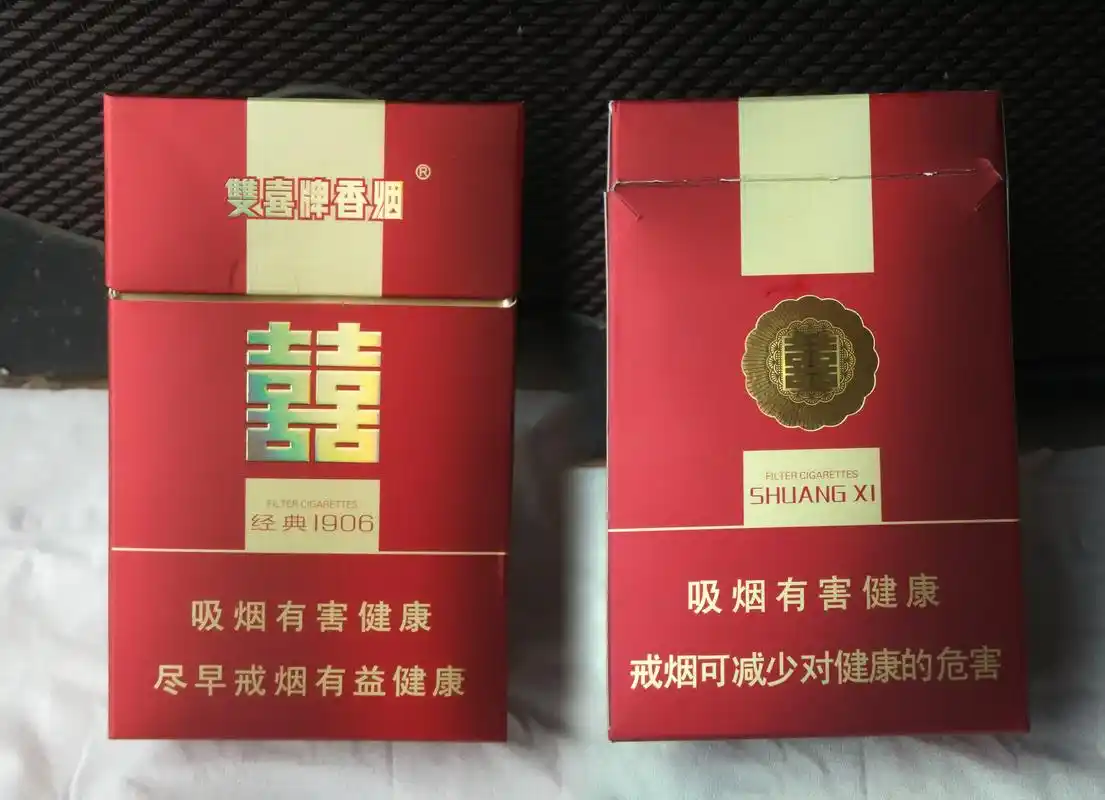 雙喜牌香烟®
囍
FILTER CIGARETTES
经典1906
吸烟有害健康
尽早戒烟有益健康
囍
FILTER CIGARETTES
SHUANG XI
吸烟有害健康
戒烟可减少对健康的危害